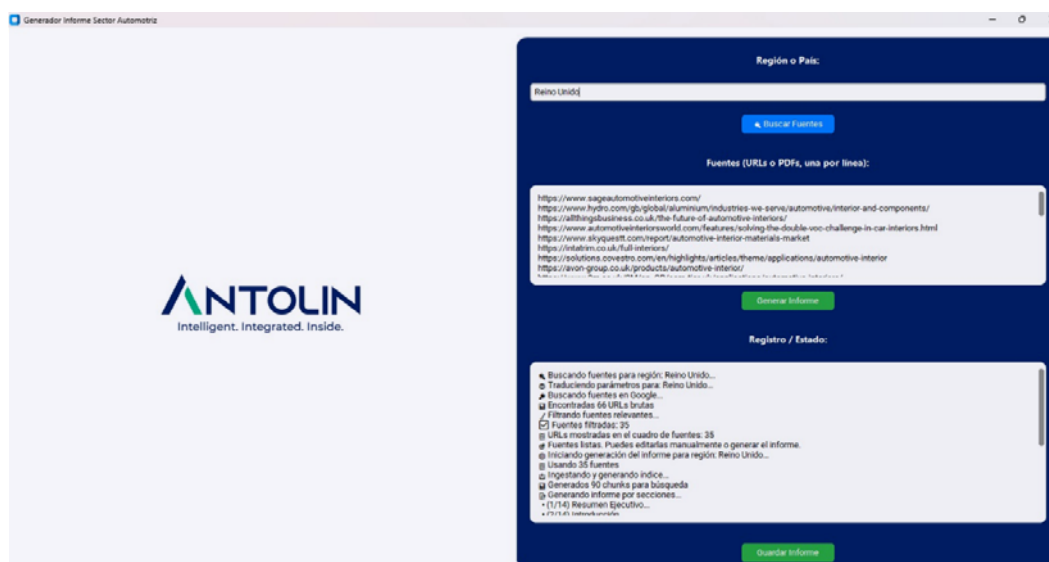 Generador Informe Sector Automotriz
ANTOLIN
Intelligent. Integrated. Inside.
Región o País:
Reino Unido
Buscar Fuentes
Fuentes (URLs o PDFs, una por línea):
https://www.sageautomotiveinteriors.com/
https://www.hydro.com/gb/global/aluminium/industries-we-serve/automotive/interior-and-components/
https://allthingsbusiness.co.uk/the-future-of-automotive-interiors/
https://www.automotiveinteriorsworld.com/features/solving-the-double-voc-challenge-in-car-interiors.html
https://www.skyquestt.com/report/automotive-interior-materials-market
https://intatrim.co.uk/full-interiors/
https://solutions.covestro.com/en/highlights/articles/theme/applications/automotive-interior
https://avon-group.co.uk/products/automotive-interior/
Generar Informe
Registro / Estado:
Buscando fuentes para región: Reino Unido...
Traduciendo parámetros para: Reino Unido...
Buscando fuentes en Google...
Encontradas 66 URLs brutas
Filtrando fuentes relevantes...
Fuentes filtradas: 35
URLs mostradas en el cuadro de fuentes: 35
Fuentes listas. Puedes editarlas manualmente o generar el informe.
Iniciando generación del informe para región: Reino Unido...
Usando 35 fuentes
Ingestando y generando índice...
Generados 90 chunks para búsqueda
Generando informe por secciones...
• (1/14) Resumen Ejecutivo...
• (2/14) Introducción
Guardar Informe